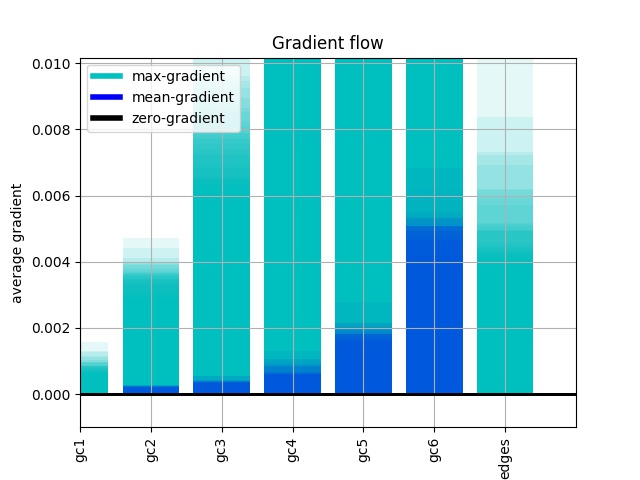 Gradient flow
max-gradient
mean-gradient
zero-gradient
average gradient
0.010
0.008
0.006
0.004
0.002
0.000
gc1
gc2
gc3
gc4
gc5
gc6
edges